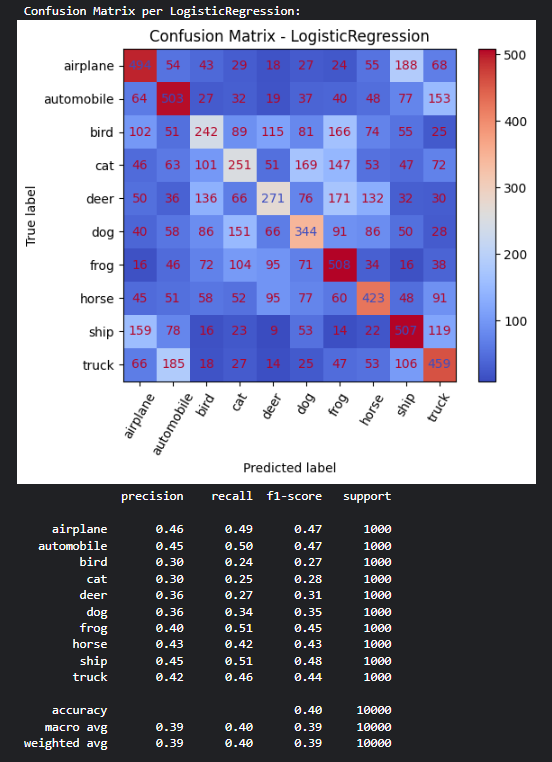 Confusion Matrix per LogisticRegression:
Confusion Matrix - LogisticRegression
True label
airplane 494 54 43 29 18 27 24 55 188 68
automobile 64 503 27 32 19 37 40 48 77 153
bird 102 51 242 89 115 81 166 74 55 25
cat 46 63 101 251 51 169 147 53 47 72
deer 50 36 136 66 271 76 171 132 32 30
dog 40 58 86 151 66 344 91 86 50 28
frog 16 46 72 104 95 71 508 34 16 38
horse 45 51 58 52 95 77 60 423 48 91
ship 159 78 16 23 9 53 14 22 507 119
truck 66 185 18 27 14 25 47 53 106 459
airplane automobile bird cat deer dog frog horse ship truck
Predicted label
500
400
300
200
100
precision recall f1-score support
airplane 0.46 0.49 0.47 1000
automobile 0.45 0.50 0.47 1000
bird 0.30 0.24 0.27 1000
cat 0.30 0.25 0.28 1000
deer 0.36 0.27 0.31 1000
dog 0.36 0.34 0.35 1000
frog 0.40 0.51 0.45 1000
horse 0.43 0.42 0.43 1000
ship 0.45 0.51 0.48 1000
truck 0.42 0.46 0.44 1000
accuracy 0.40 10000
macro avg 0.39 0.40 0.39 10000
weighted avg 0.39 0.40 0.39 10000